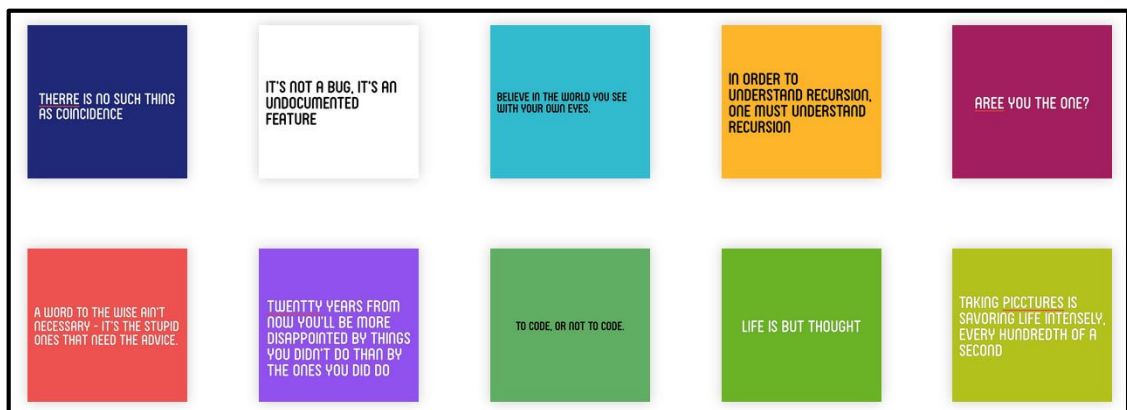 THERRE IS NO SUCH THING
AS COINCIDENCE
IT'S NOT A BUG, IT'S AN
UNDOCUMENTED
FEATURE
BELIEVE IN THE WORLD YOU SEE
WITH YOUR OWN EYES.
IN ORDER TO
UNDERSTAND RECURSION,
ONE MUST UNDERSTAND
RECURSION
AREE YOU THE ONE?
A WORD TO THE WISE AIN'T
NECESSARY - IT'S THE STUPID
ONES THAT NEED THE ADVICE.
TWENTTY YEARS FROM
NOW YOU'LL BE MORE
DISAPPOINTED BY THINGS
YOU DIDN'T DO THAN BY
THE ONES YOU DID DO
TO CODE, OR NOT TO CODE.
LIFE IS BUT THOUGHT
TAKING PICCTURES IS
SAVORING LIFE INTENSELY,
EVERY HUNDREDTH OF A
SECOND